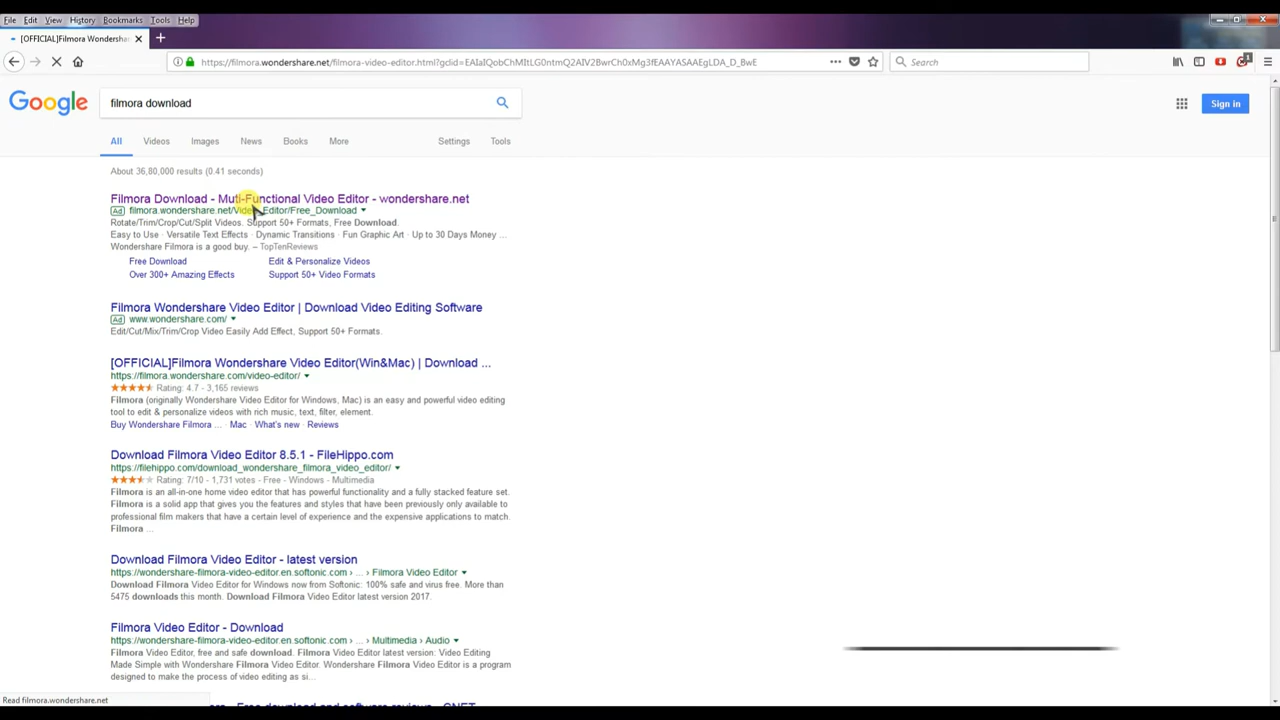 File Edit View History Bookmarks Tools Help
[OFFICIAL]Filmora Wondersha
https://filmora.wondershare.net/filmora-video-editor.html?gclid=EAIaIQobChMItLG0ntmQ2AIV2BwrCh0xMg3fEAAYASAAEgLDA_D_BwE
Search
Google
filmora download
Sign in
All Videos Images News Books More Settings Tools
About 36,80,000 results (0.41 seconds)
Filmora Download - Muti-Functional Video Editor - wondershare.net
Ad filmora.wondershare.net/Video_Editor/Free_Download
Rotate/Trim/Crop/Cut/Split Videos. Support 50+ Formats, Free Download.
Easy to Use · Versatile Text Effects · Dynamic Transitions · Fun Graphic Art · Up to 30 Days Money ...
Wondershare Filmora is a good buy. – TopTenReviews
Free Download Edit & Personalize Videos
Over 300+ Amazing Effects Support 50+ Video Formats
Filmora Wondershare Video Editor | Download Video Editing Software
Ad www.wondershare.com/
Edit/Cut/Mix/Trim/Crop Video Easily Add Effect, Support 50+ Formats.
[OFFICIAL]Filmora Wondershare Video Editor(Win&Mac) | Download ...
https://filmora.wondershare.com/video-editor/
Rating: 4.7 - 3,165 reviews
Filmora (originally Wondershare Video Editor for Windows, Mac) is an easy and powerful video editing
tool to edit & personalize videos with rich music, text, filter, element.
Buy Wondershare Filmora ... · Mac · What's new · Reviews
Download Filmora Video Editor 8.5.1 - FileHippo.com
https://filehippo.com/download_wondershare_filmora_video_editor/
Rating: 7/10 - 1,731 votes - Free - Windows - Multimedia
Filmora is an all-in-one home video editor that has powerful functionality and a fully stacked feature set.
Filmora is a solid app that gives you the features and styles that have been previously only available to
professional film makers that have a certain level of experience and the expensive applications to match.
Filmora ...
Download Filmora Video Editor - latest version
https://wondershare-filmora-video-editor.en.softonic.com › ... › Filmora Video Editor
Download Filmora Video Editor for Windows now from Softonic: 100% safe and virus free. More than
5475 downloads this month. Download Filmora Video Editor latest version 2017.
Filmora Video Editor - Download
https://wondershare-filmora-video-editor.en.softonic.com › ... › Multimedia › Audio
Filmora Video Editor, free and safe download. Filmora Video Editor latest version: Video Editing
Made Simple with Wondershare Filmora Video Editor. Wondershare Filmora Video Editor is a program
designed to make the process of video editing as si...
Read filmora.wondershare.net
- Free download and software reviews - CNET